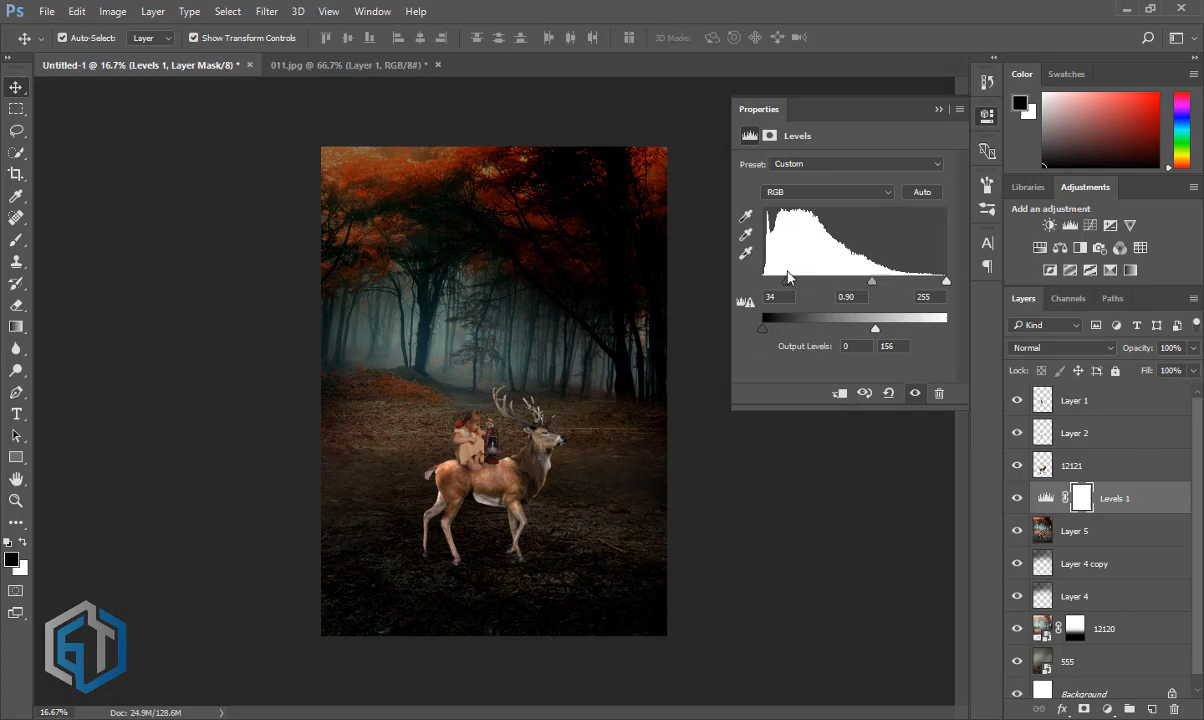 Ps File Edit Image Layer Type Select Filter 3D View Window Help
Auto-Select: Layer Show Transform Controls 3D Mode:
Untitled-1 @ 16.7% (Levels 1, Layer Mask/8) * × 011.jpg @ 66.7% (Layer 1, RGB/8#) * ×
Properties
Levels
Preset: Custom
RGB Auto
34 0.90 255
Output Levels: 0 156
Color Swatches
Libraries Adjustments
Add an adjustment
Layers Channels Paths
Kind
Normal Opacity: 100%
Lock: Fill: 100%
Layer 1
Layer 2
12121
Levels 1
Layer 5
Layer 4 copy
Layer 4
12120
555
Background
fx
GT
16.67% Doc: 24.9M/128.6M